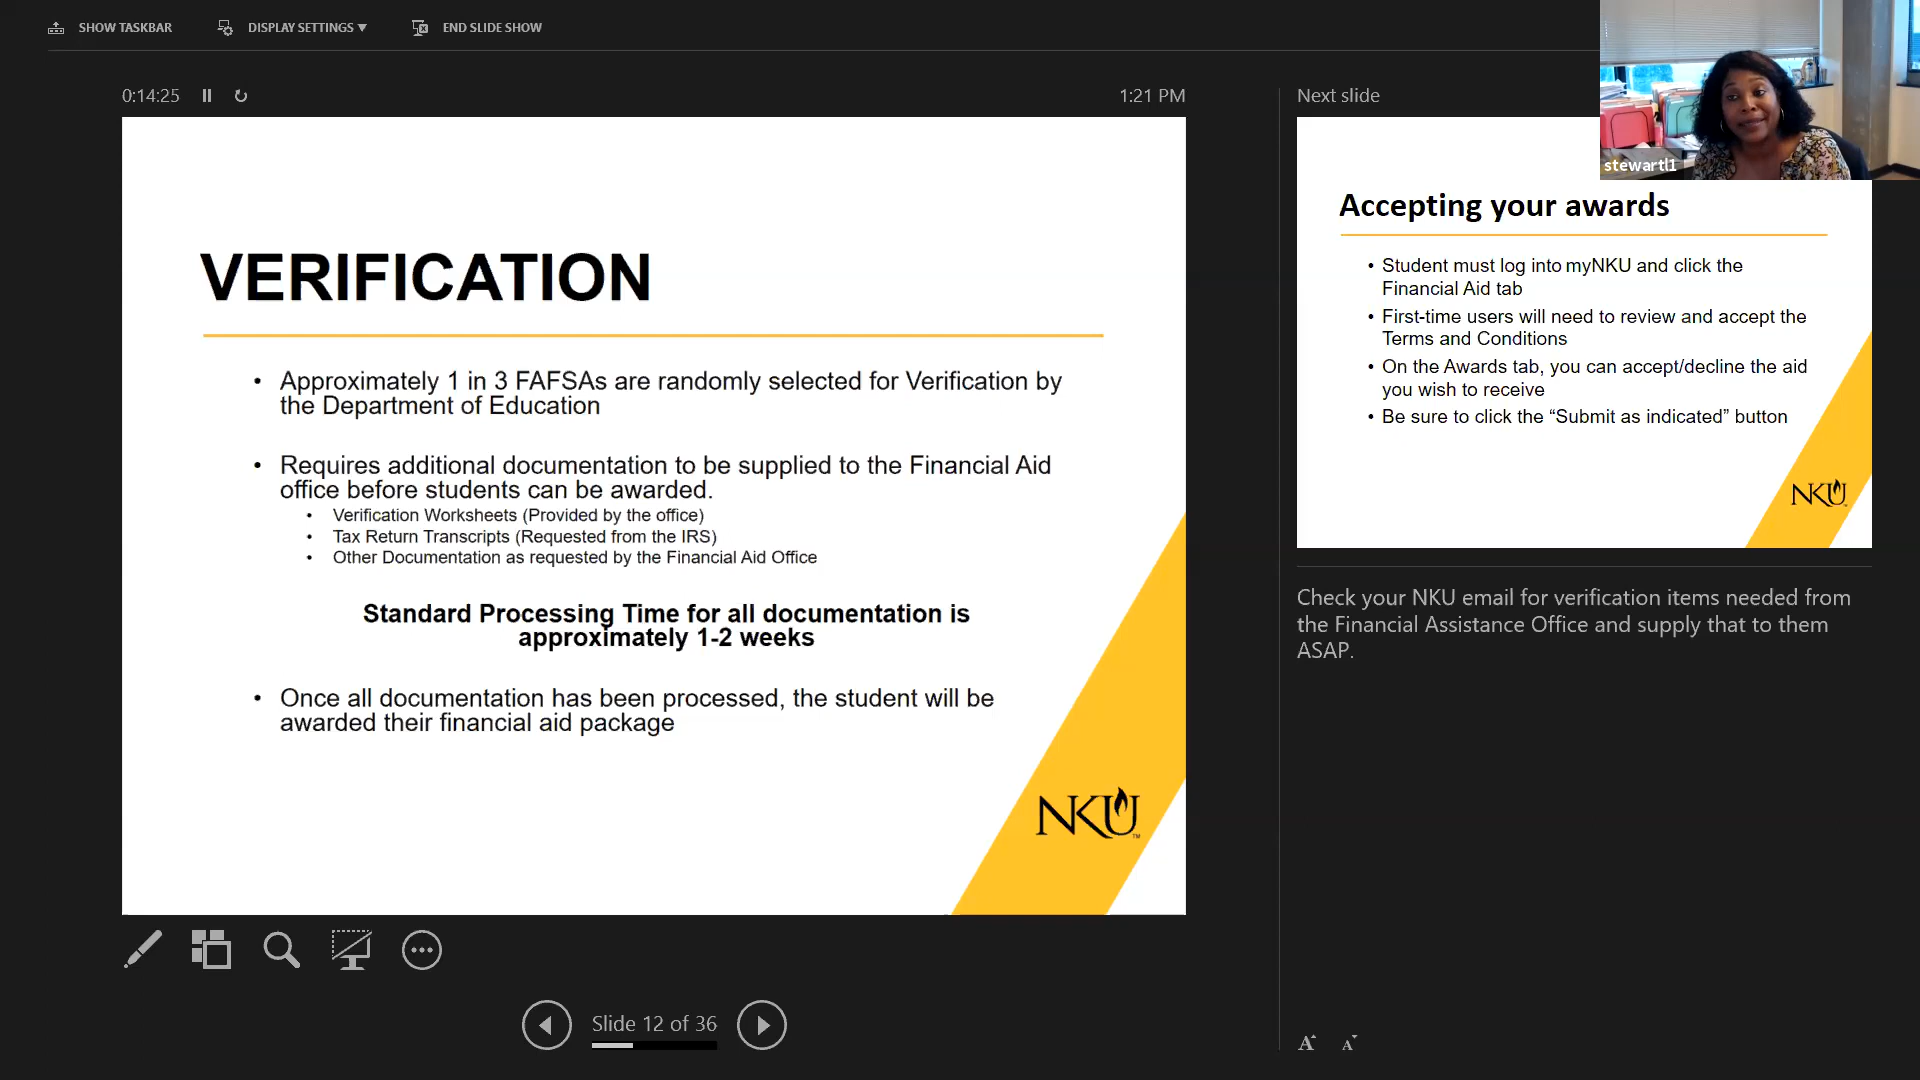 SHOW TASKBAR
DISPLAY SETTINGS
END SLIDE SHOW
0:14:25
1:21 PM
VERIFICATION
• Approximately 1 in 3 FAFSAs are randomly selected for Verification by
the Department of Education
• Requires additional documentation to be supplied to the Financial Aid
office before students can be awarded.
• Verification Worksheets (Provided by the office)
• Tax Return Transcripts (Requested from the IRS)
• Other Documentation as requested by the Financial Aid Office
Standard Processing Time for all documentation is
approximately 1-2 weeks
• Once all documentation has been processed, the student will be
awarded their financial aid package
NKU
TM
Slide 12 of 36
Next slide
stewartl1
Accepting your awards
• Student must log into myNKU and click the
Financial Aid tab
• First-time users will need to review and accept the
Terms and Conditions
• On the Awards tab, you can accept/decline the aid
you wish to receive
• Be sure to click the “Submit as indicated” button
NKU
Check your NKU email for verification items needed from
the Financial Assistance Office and supply that to them
ASAP.
A A